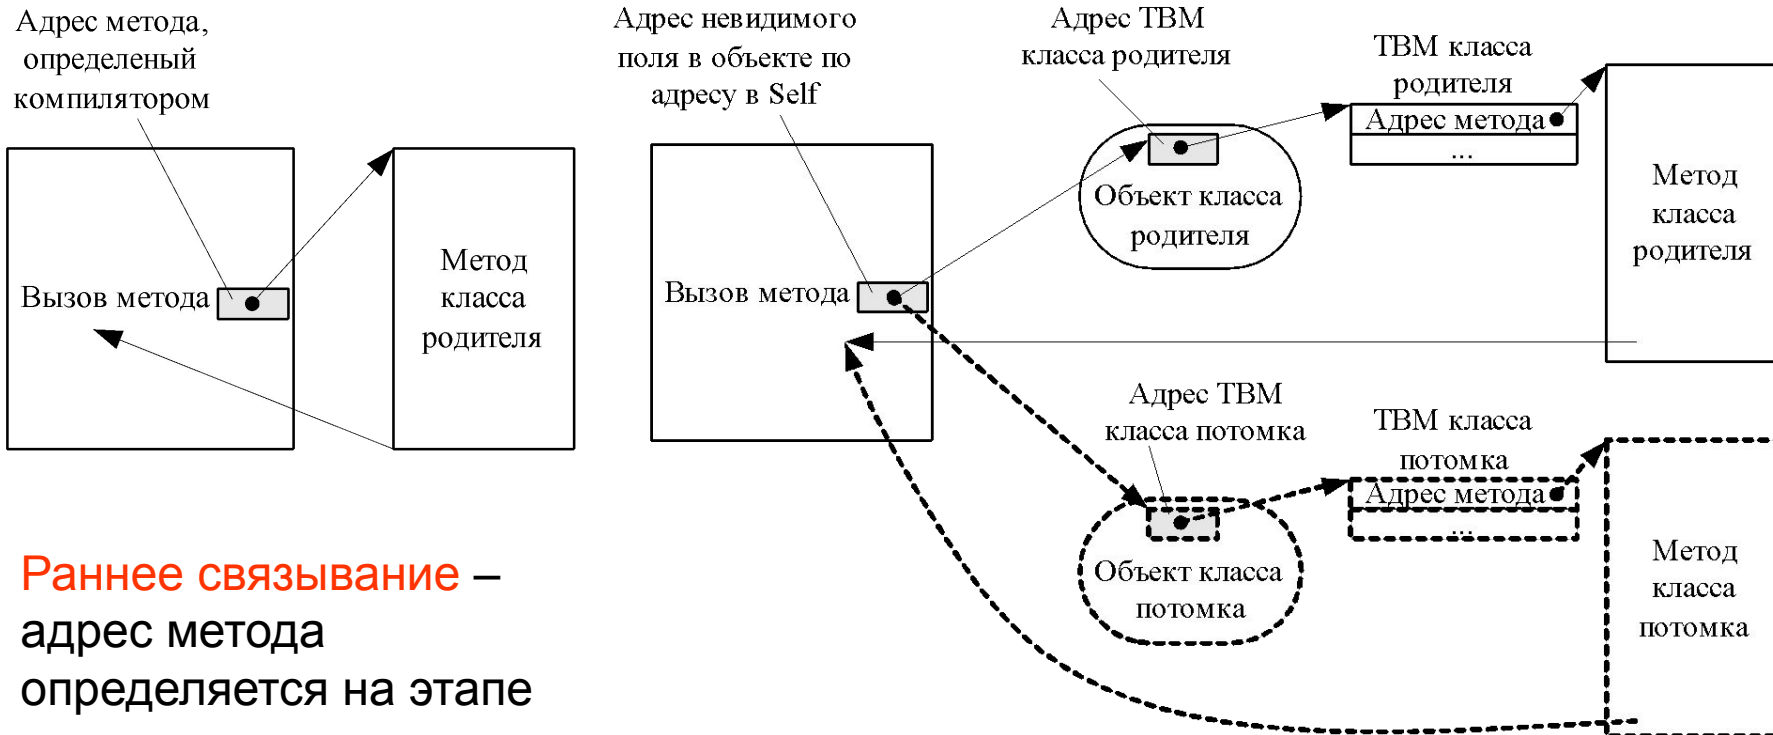 Адрес метода,
определеный
компилятором
Вызов метода
Метод
класса
родителя
Адрес невидимого
поля в объекте по
адресу в Self
Вызов метода
Адрес ТВМ
класса родителя
Объект класса
родителя
ТВМ класса
родителя
Адрес метода
...
Метод
класса
родителя
Адрес ТВМ
класса потомка
Объект класса
потомка
ТВМ класса
потомка
Адрес метода
...
Метод
класса
потомка
Раннее связывание –
адрес метода
определяется на этапе